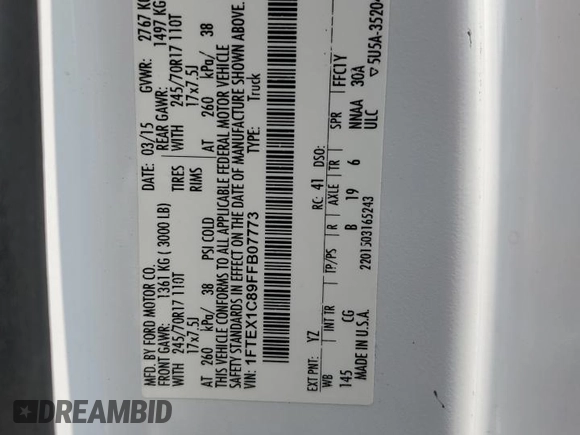 MFD. BY FORD MOTOR CO.
DATE: 03/15 GVWR: 2767 KG
FRONT GAWR: 1361 KG ( 3000 LB) REAR GAWR: 1497 KG
WITH 245/70R17 110T TIRES WITH 245/70R17 110T
17x7.5J RIMS 17x7.5J
AT 260 kPa/ 38 PSI COLD AT 260 kPa/ 38
THIS VEHICLE CONFORMS TO ALL APPLICABLE FEDERAL MOTOR VEHICLE
SAFETY STANDARDS IN EFFECT ON THE DATE OF MANUFACTURE SHOWN ABOVE.
VIN: 1FTEX1C89FFB07773 TYPE: Truck
EXT PNT: YZ RC: 41 DSO:
WB INT TR TP/PS R AXLE TR SPR FFC1Y
145 CG B 19 6 NNAA 30A
MADE IN U.S.A. 2201503165243 ULC 5U5A-3520
DREAMBID